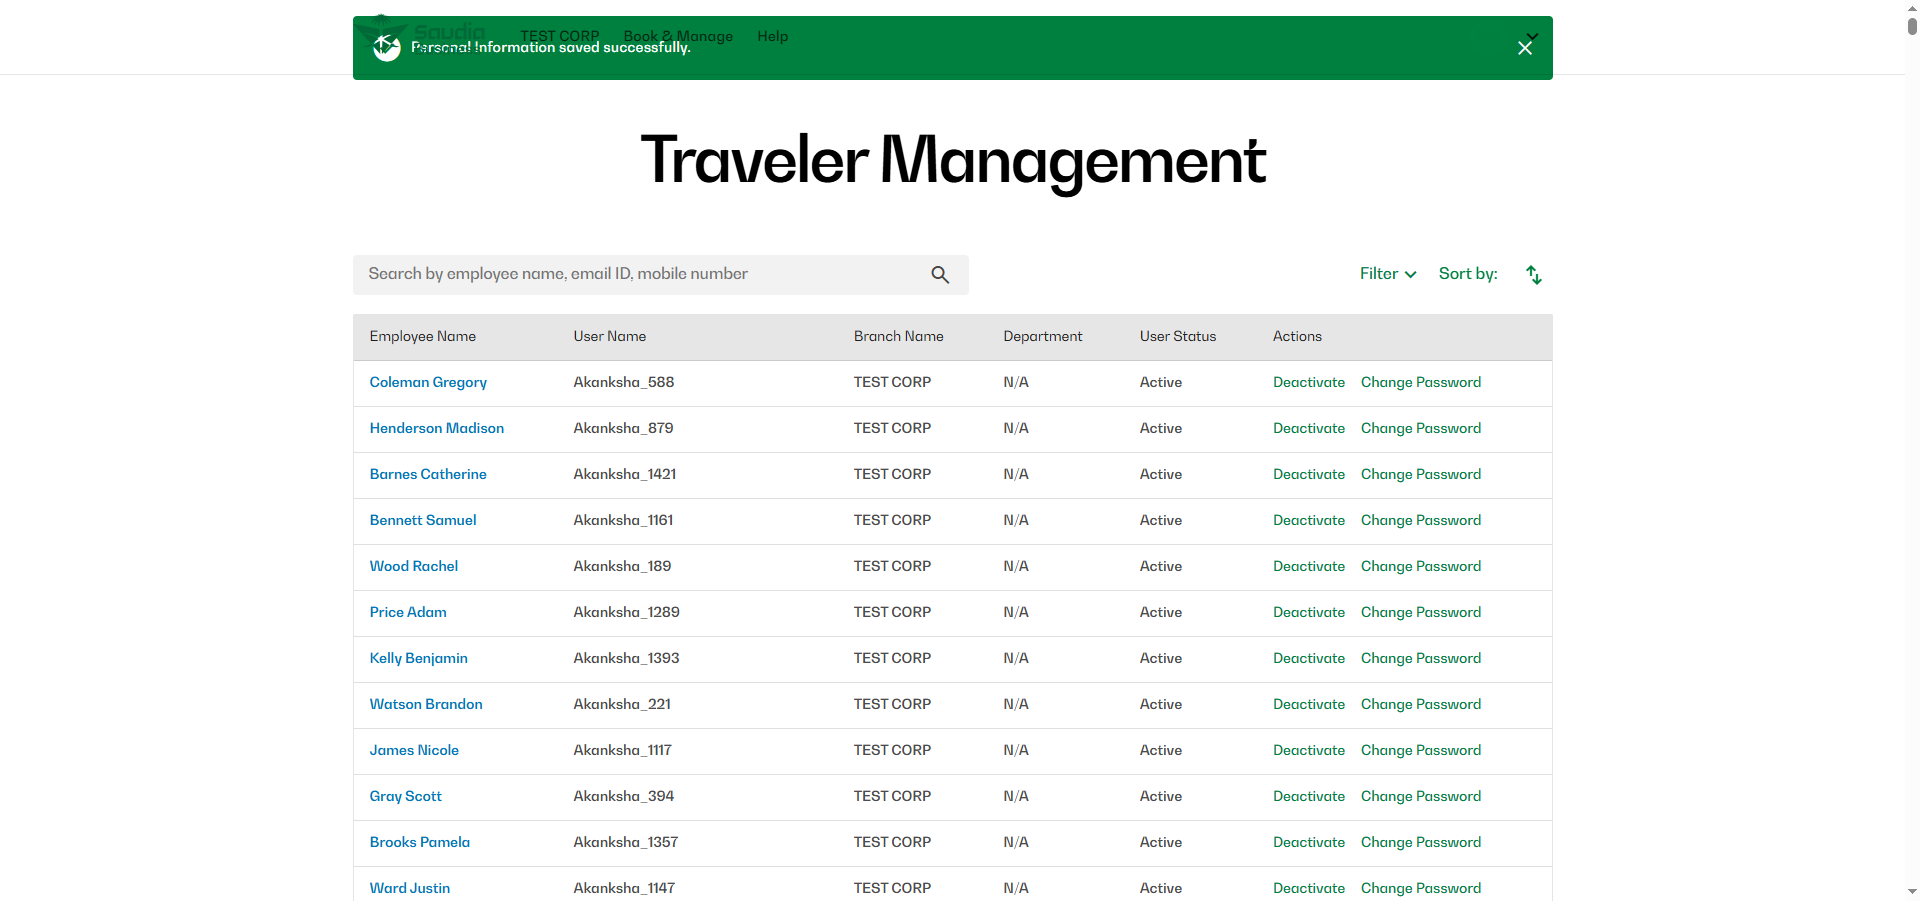 Saudia
TEST CORP Book & Manage Help
Personal Information saved successfully.
Traveler Management
Search by employee name, email ID, mobile number
Filter Sort by:
Employee Name User Name Branch Name Department User Status Actions
Coleman Gregory Akanksha_588 TEST CORP N/A Active Deactivate Change Password
Henderson Madison Akanksha_879 TEST CORP N/A Active Deactivate Change Password
Barnes Catherine Akanksha_1421 TEST CORP N/A Active Deactivate Change Password
Bennett Samuel Akanksha_1161 TEST CORP N/A Active Deactivate Change Password
Wood Rachel Akanksha_189 TEST CORP N/A Active Deactivate Change Password
Price Adam Akanksha_1289 TEST CORP N/A Active Deactivate Change Password
Kelly Benjamin Akanksha_1393 TEST CORP N/A Active Deactivate Change Password
Watson Brandon Akanksha_221 TEST CORP N/A Active Deactivate Change Password
James Nicole Akanksha_1117 TEST CORP N/A Active Deactivate Change Password
Gray Scott Akanksha_394 TEST CORP N/A Active Deactivate Change Password
Brooks Pamela Akanksha_1357 TEST CORP N/A Active Deactivate Change Password
Ward Justin Akanksha_1147 TEST CORP N/A Active Deactivate Change Password